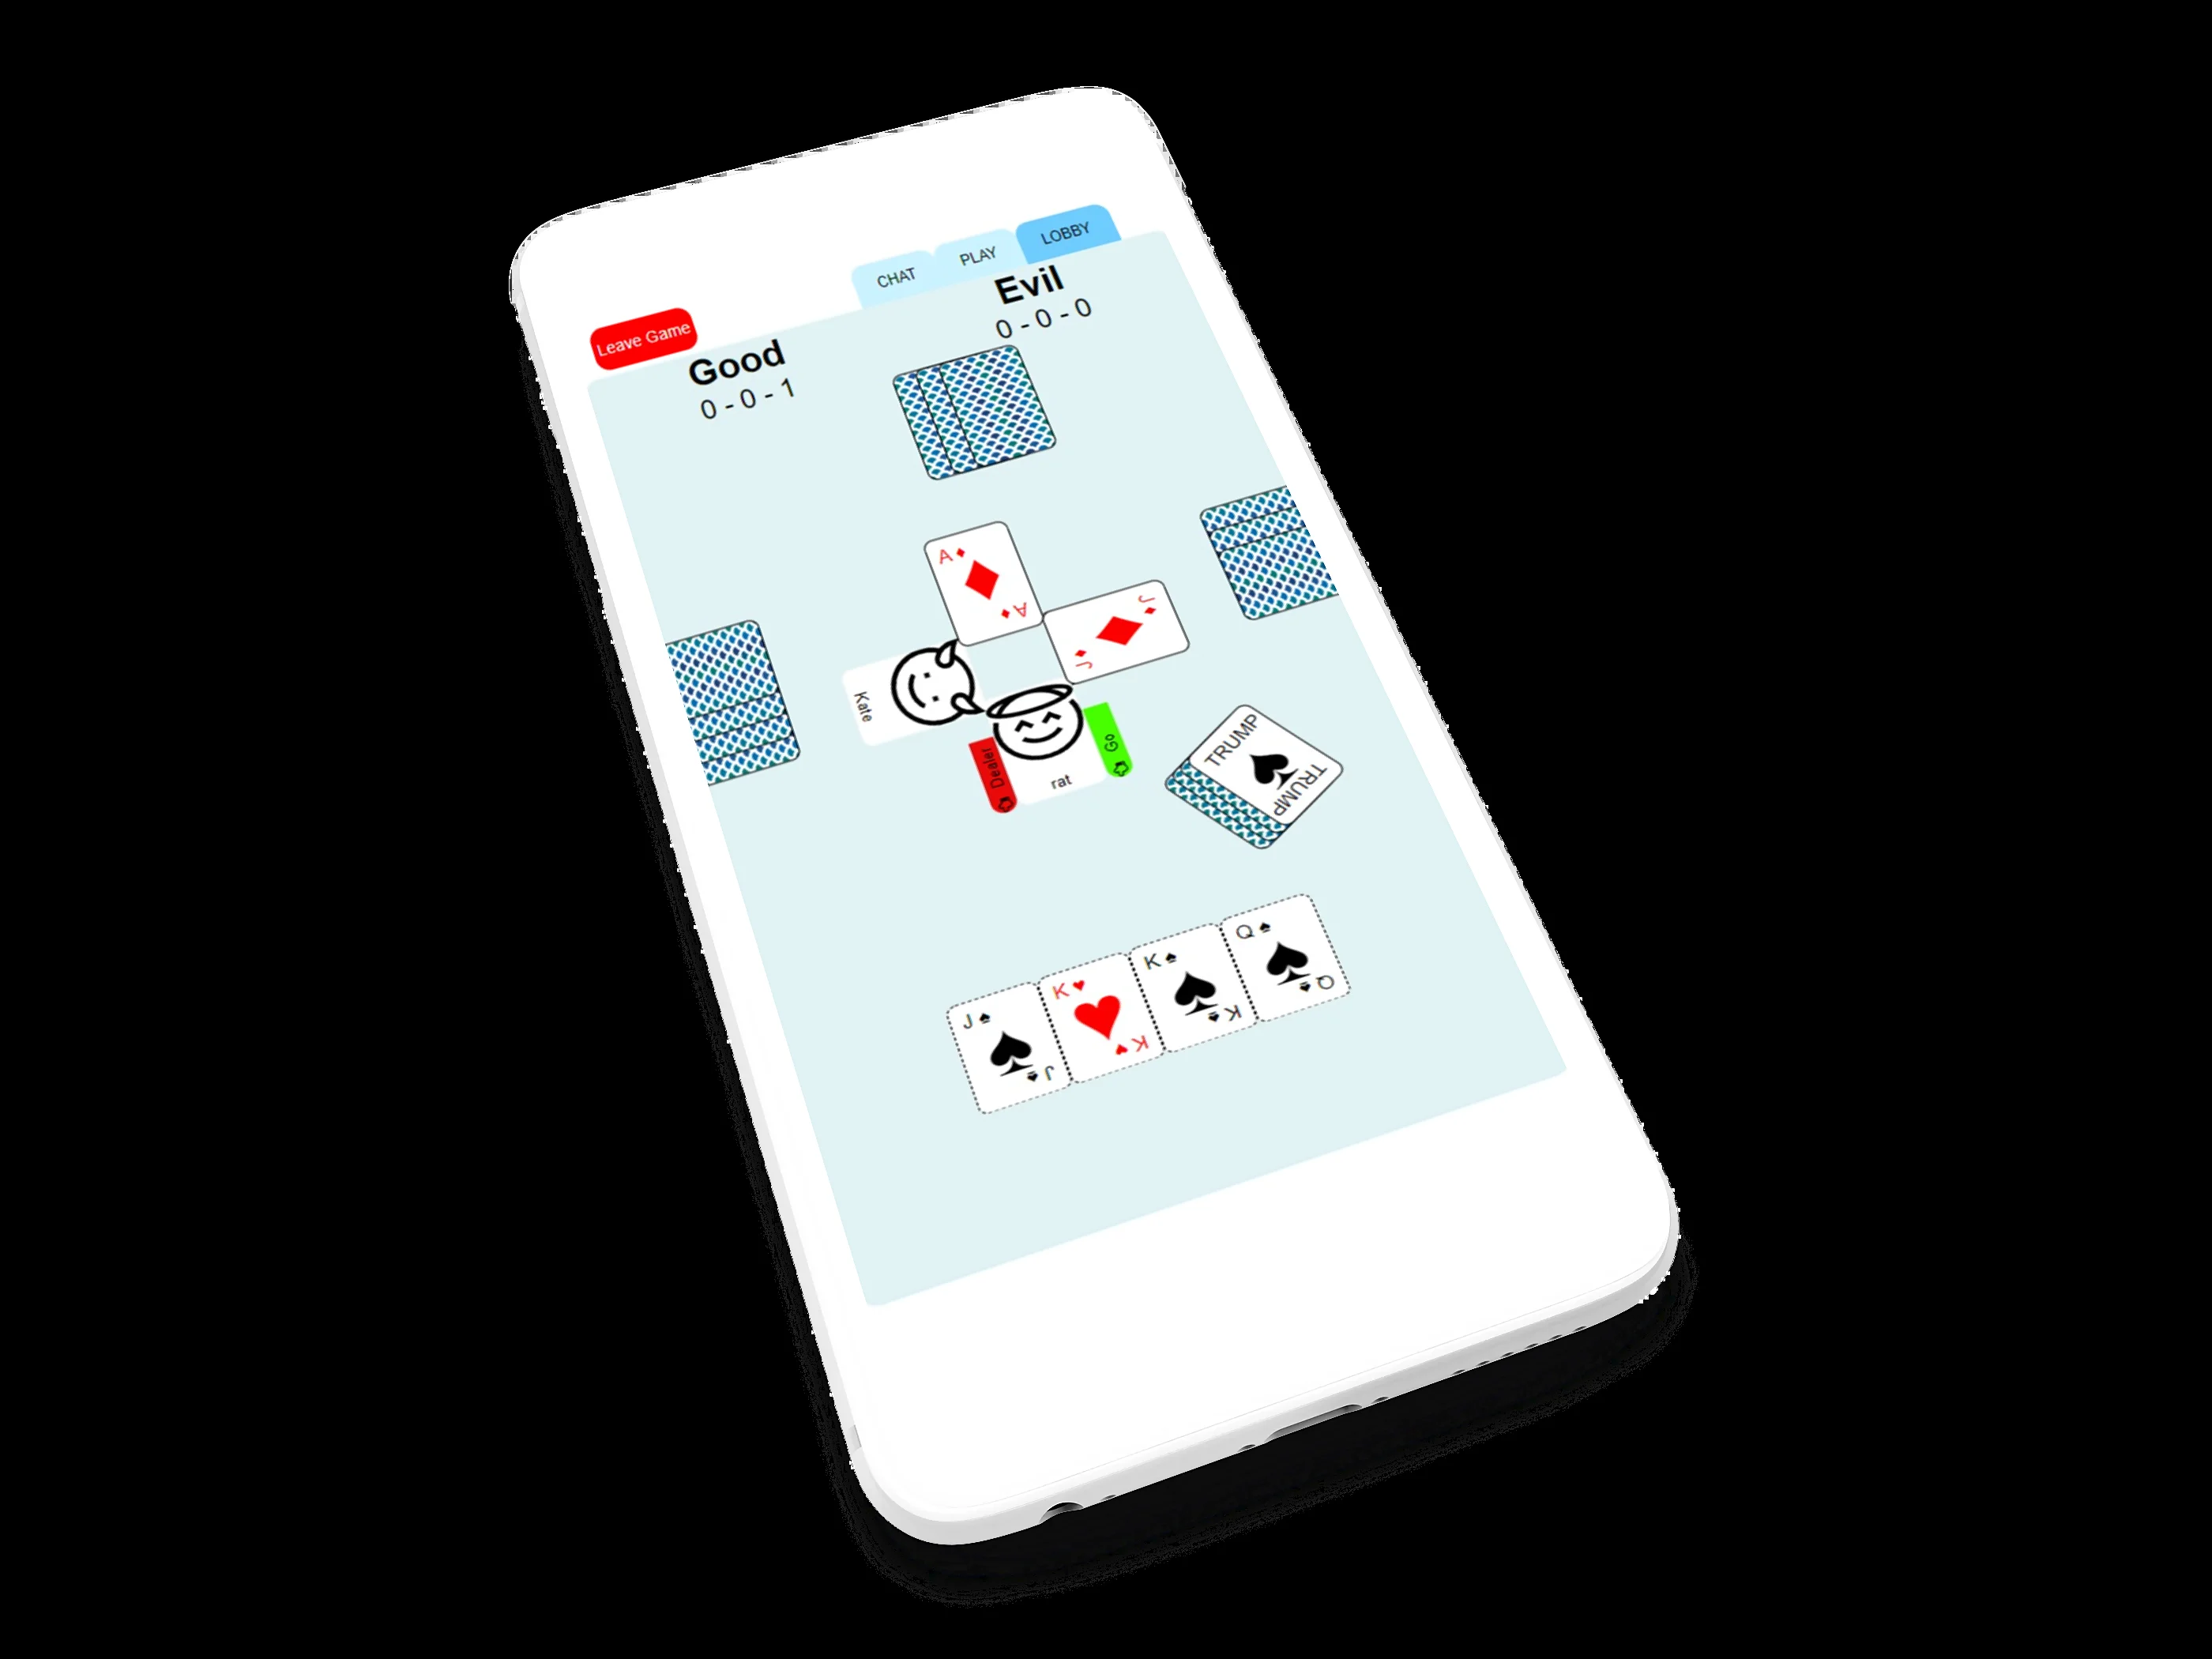 CHAT
PLAY
LOBBY
Leave Game
Good
0 - 0 - 1
Evil
0 - 0 - 0
A
A
J
J
Kate
Dealer
rat
Go
TRUMP
TRUMP
J
J
K
K
K
K
Q
Q